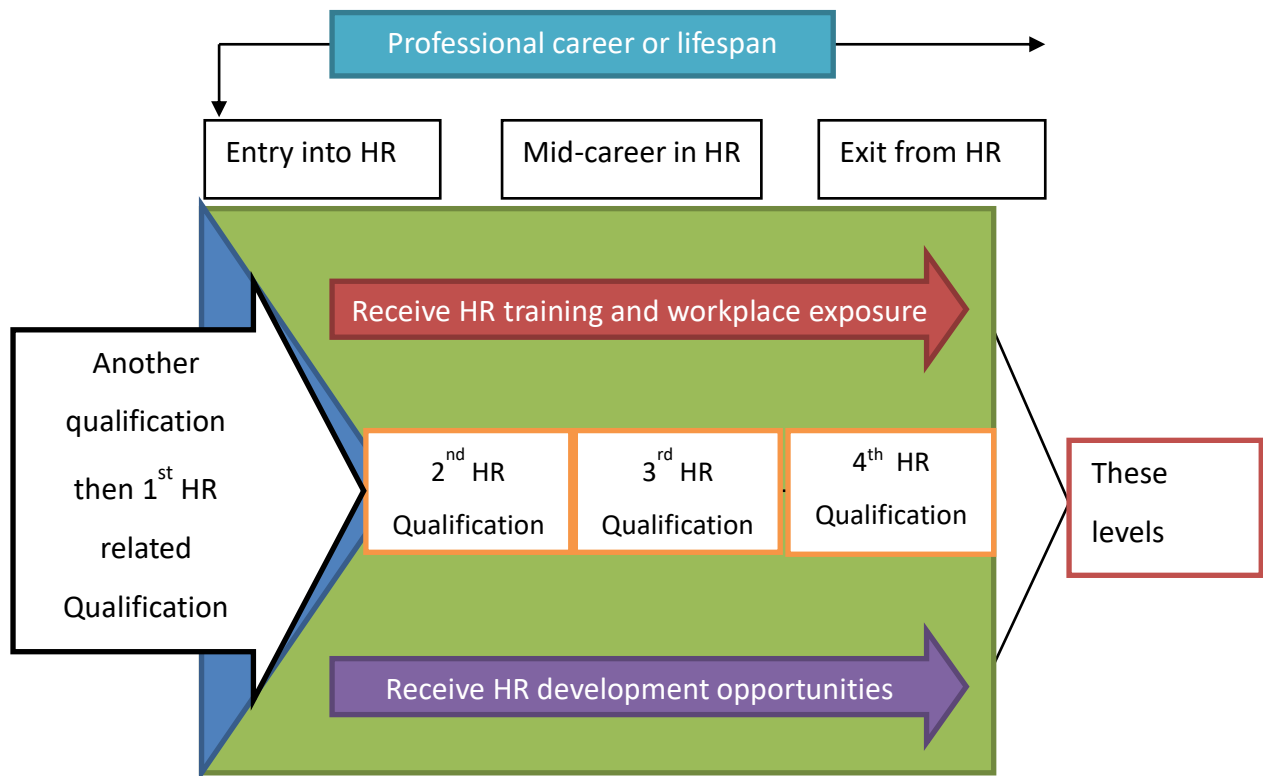 Professional career or lifespan
Entry into HR
Mid-career in HR
Exit from HR
Receive HR training and workplace exposure
Another
qualification
then 1st HR
related
Qualification
2nd HR
Qualification
3rd HR
Qualification
4th HR
Qualification
These
levels
Receive HR development opportunities